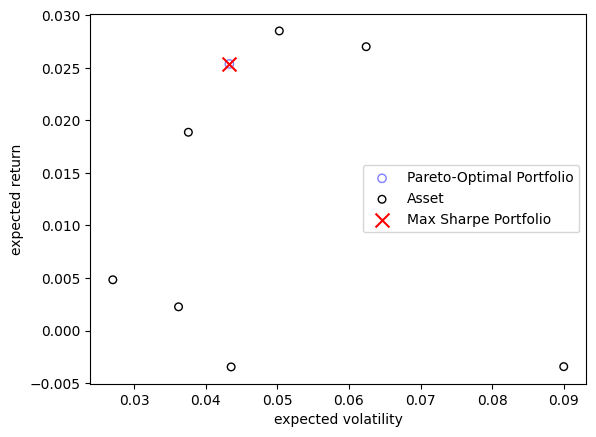 0.030
0.025
0.020
0.015
0.010
0.005
0.000
−0.005
expected return
Pareto-Optimal Portfolio
Asset
Max Sharpe Portfolio
0.03 0.04 0.05 0.06 0.07 0.08 0.09
expected volatility